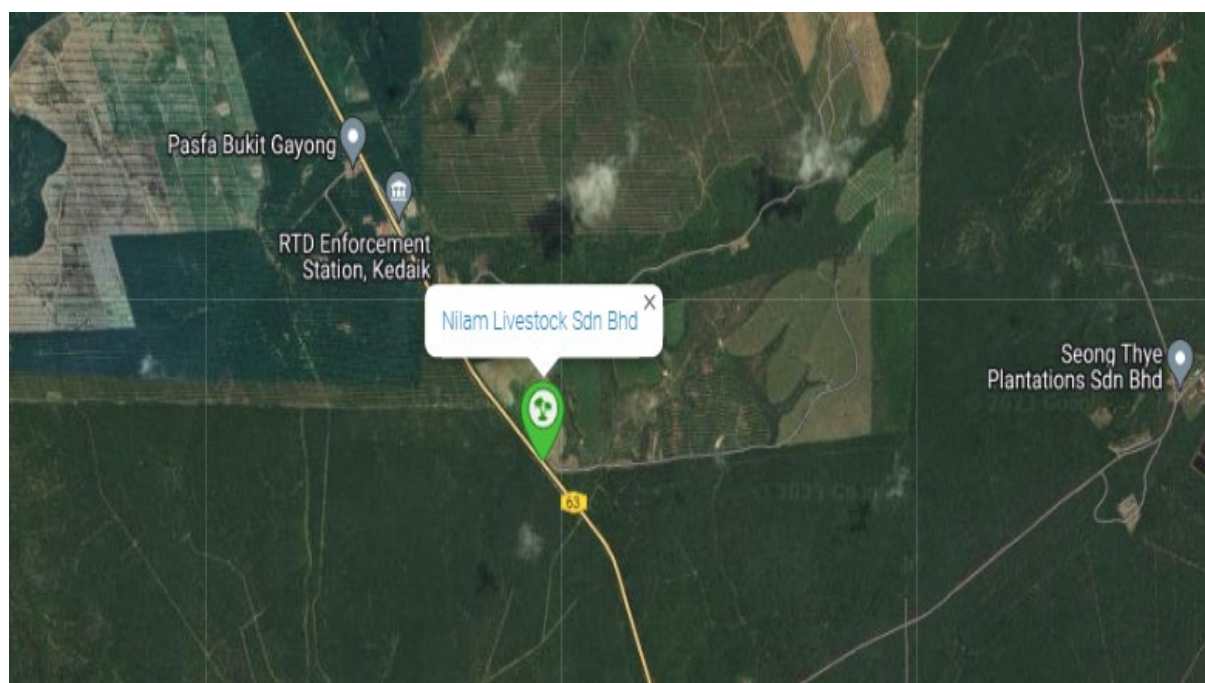 Pasfa Bukit Gayong
RTD Enforcement
Station, Kedaik
Nilam Livestock Sdn Bhd
Seong Thye
Plantations Sdn Bhd
63